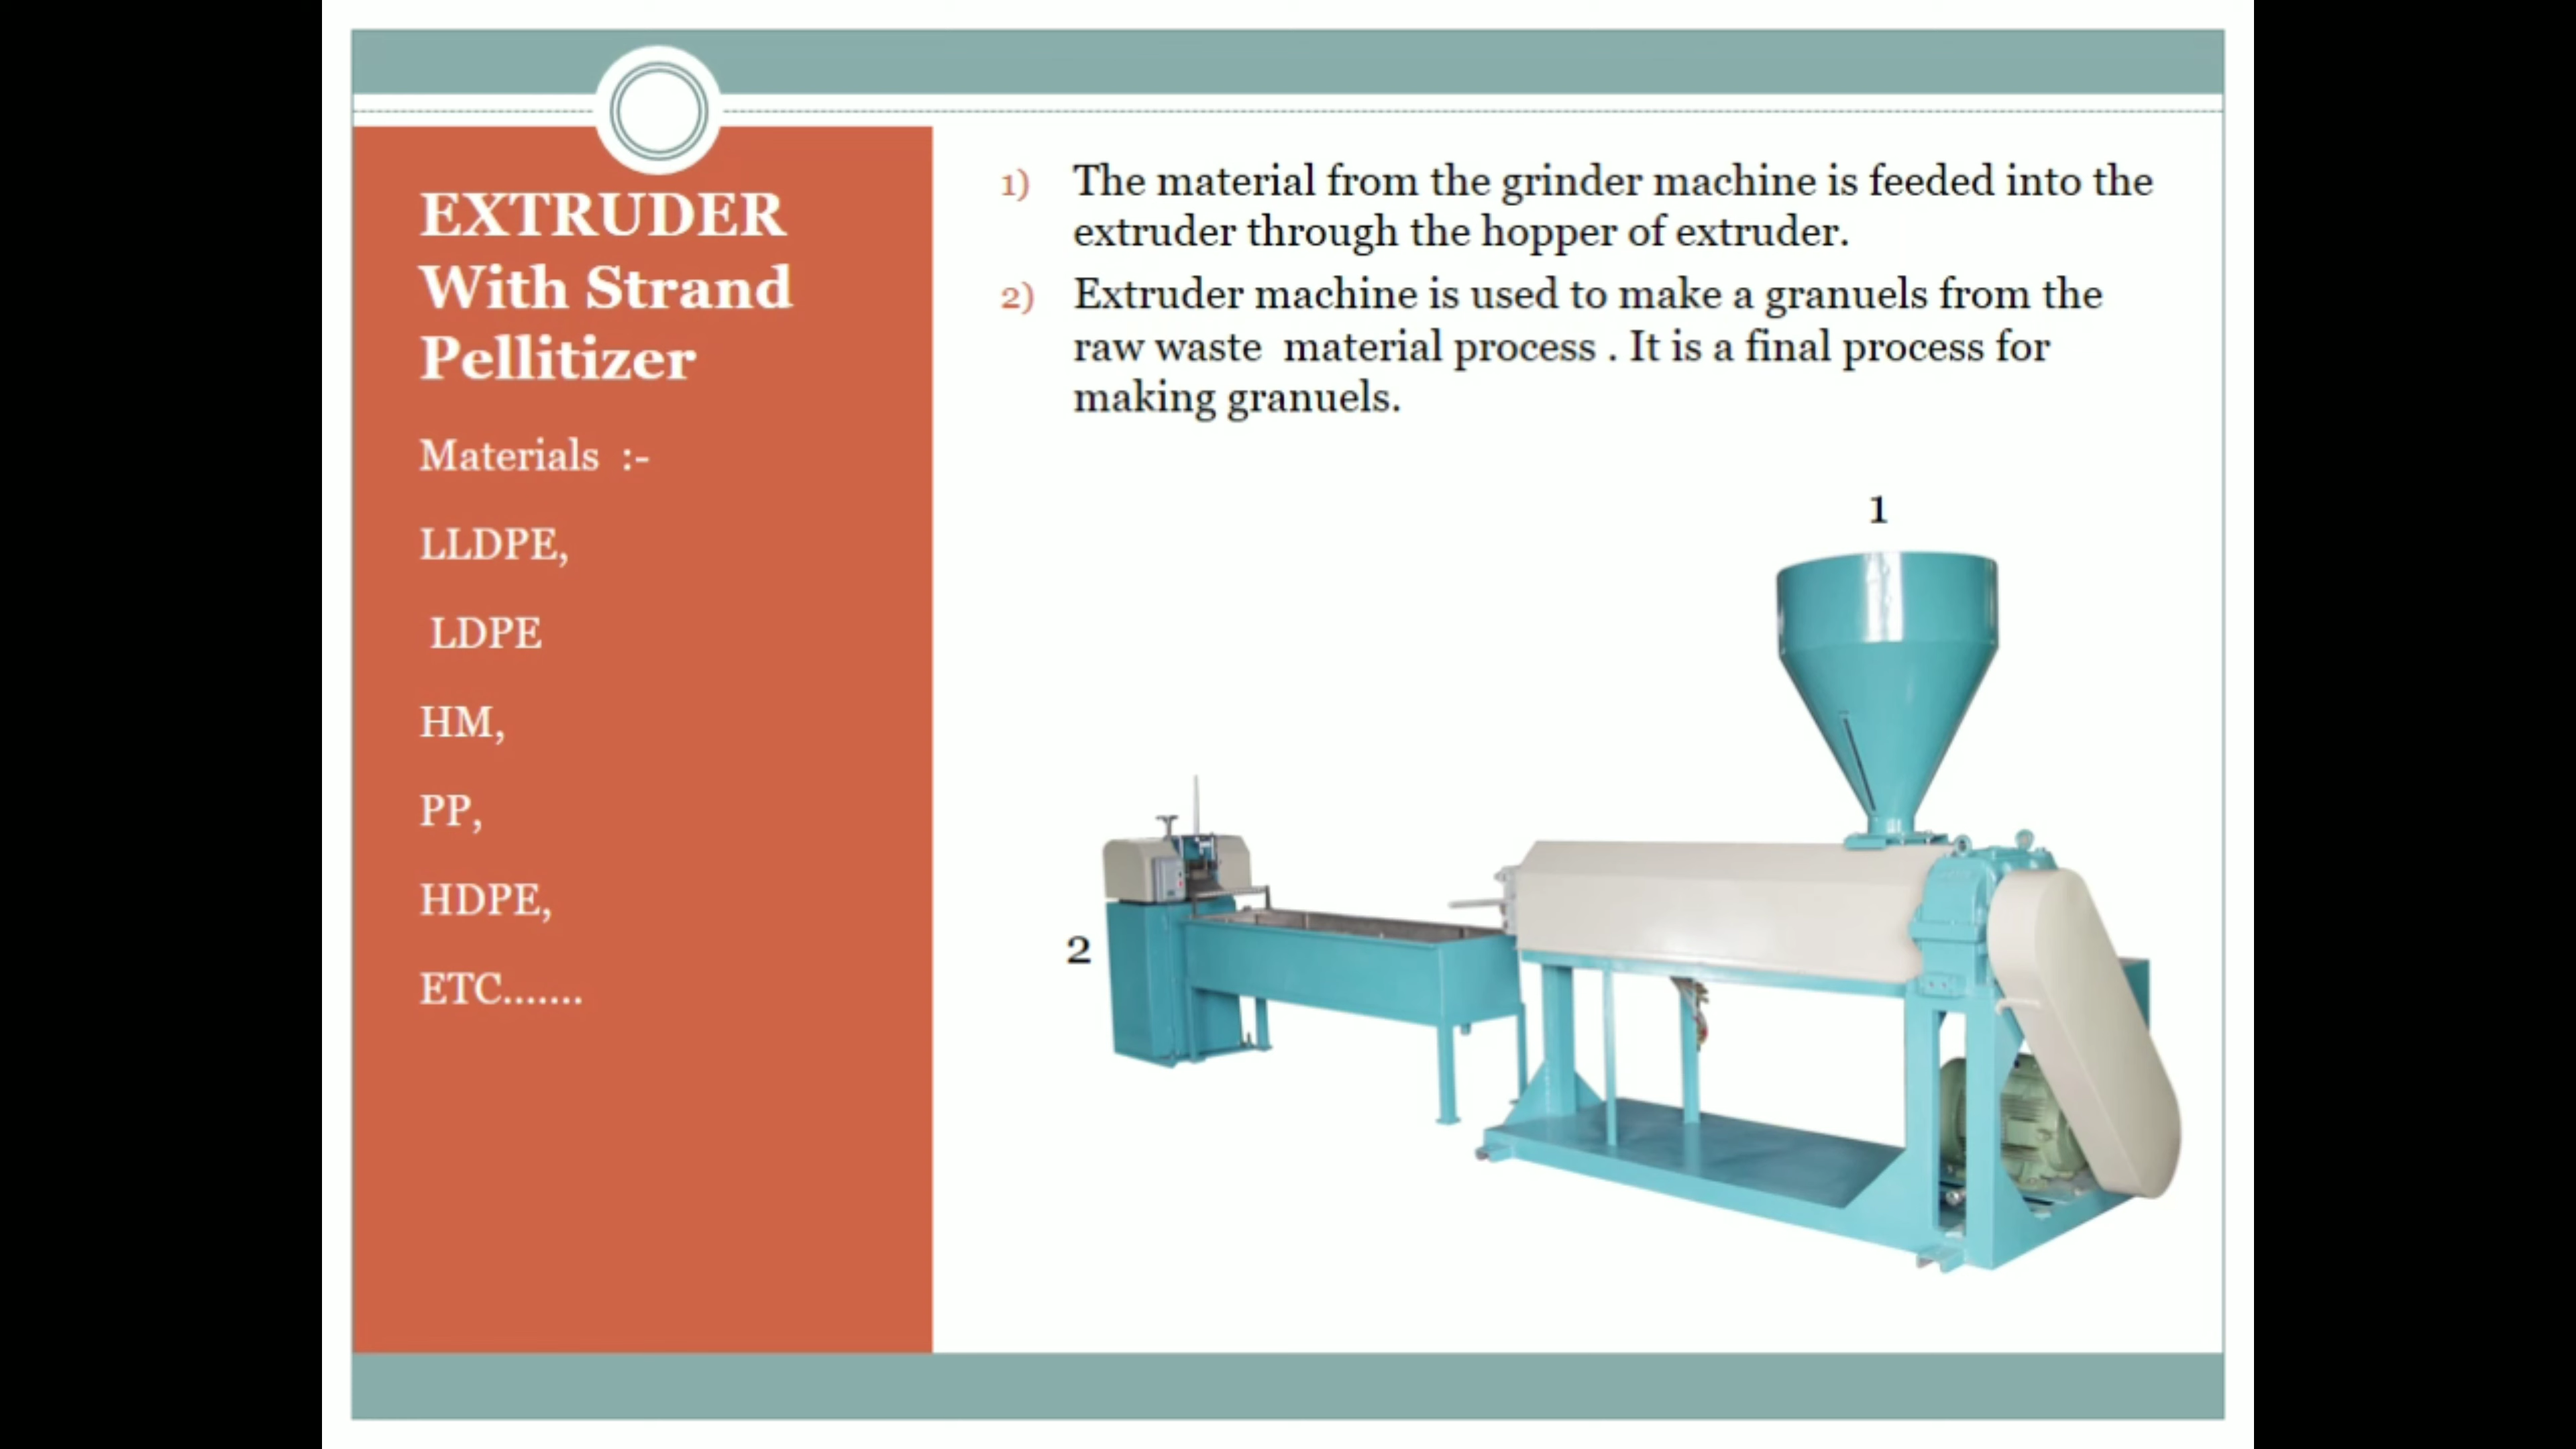 EXTRUDER
With Strand
Pellitizer
Materials :-
LLDPE,
LDPE
HM,
PP,
HDPE,
ETC.......
1) The material from the grinder machine is feeded into the
extruder through the hopper of extruder.
2) Extruder machine is used to make a granuels from the
raw waste material process . It is a final process for
making granuels.
1
2